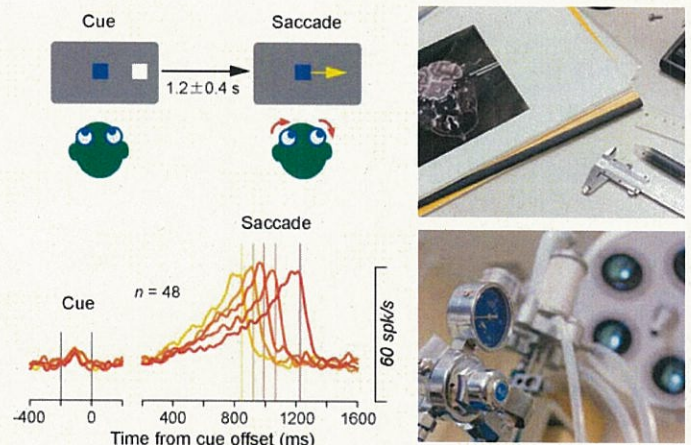 Cue
Saccade
1.2±0.4 s
Saccade
Cue
n = 48
60 spk/s
-400
0
400
800
1200
1600
Time from cue offset (ms)